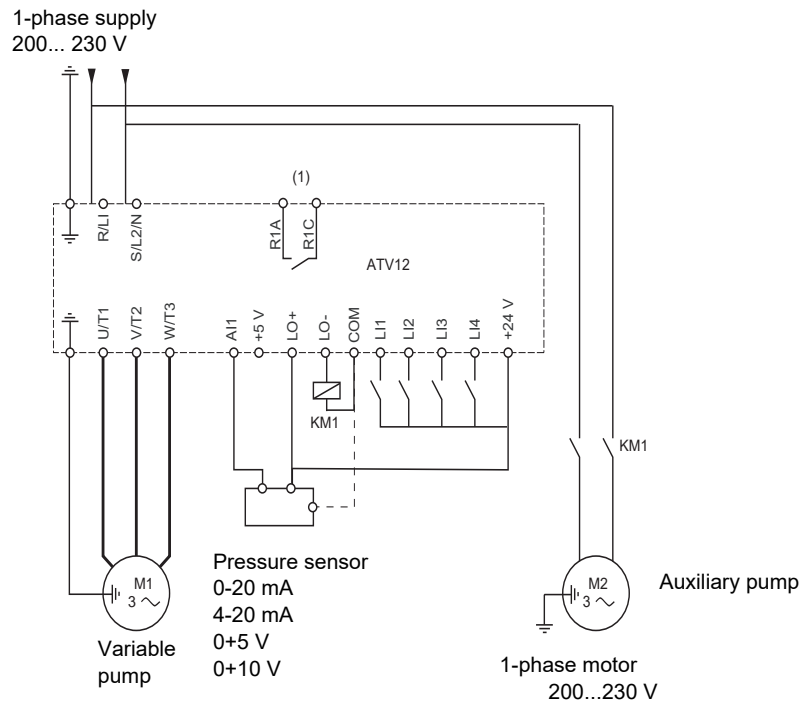 1-phase supply
200... 230 V
(1)
R/LI
S/L2/N
R1A
R1C
ATV12
U/T1
V/T2
W/T3
AI1
+5 V
LO+
LO-
COM
LI1
LI2
LI3
LI4
+24 V
KM1
KM1
M1
3
Variable
pump
Pressure sensor
0-20 mA
4-20 mA
0+5 V
0+10 V
M2
3
Auxiliary pump
1-phase motor
200...230 V